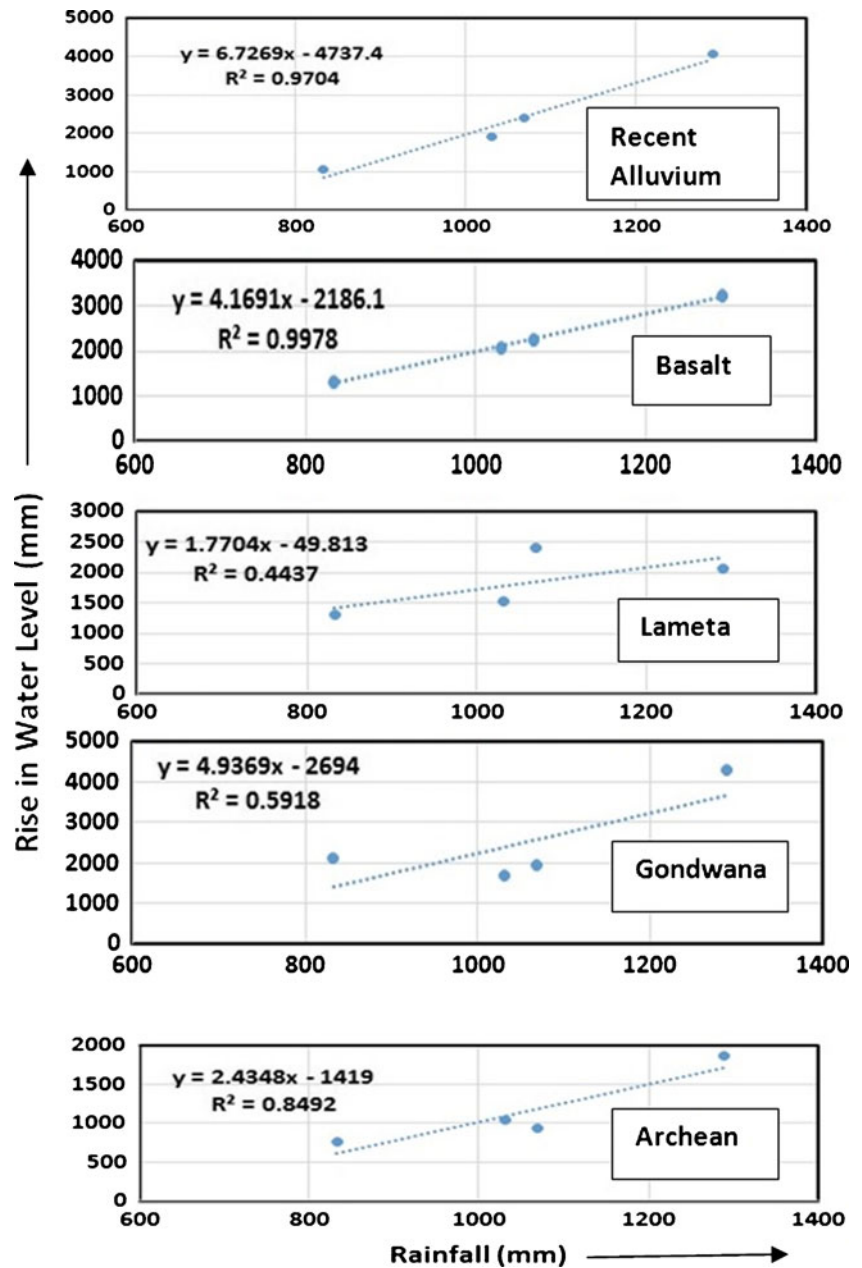 5000
4000
3000
2000
1000
0
y = 6.7269x - 4737.4
R² = 0.9704
Recent
Alluvium
600 800 1000 1200 1400
4000
3000
2000
1000
0
y = 4.1691x - 2186.1
R² = 0.9978
Basalt
600 800 1000 1200 1400
3000
2500
2000
1500
1000
500
0
y = 1.7704x - 49.813
R² = 0.4437
Lameta
600 800 1000 1200 1400
5000
4000
3000
2000
1000
0
y = 4.9369x - 2694
R² = 0.5918
Gondwana
600 800 1000 1200 1400
2000
1500
1000
500
0
y = 2.4348x - 1419
R² = 0.8492
Archean
600 800 1000 1200 1400
Rise in Water Level (mm)
Rainfall (mm)